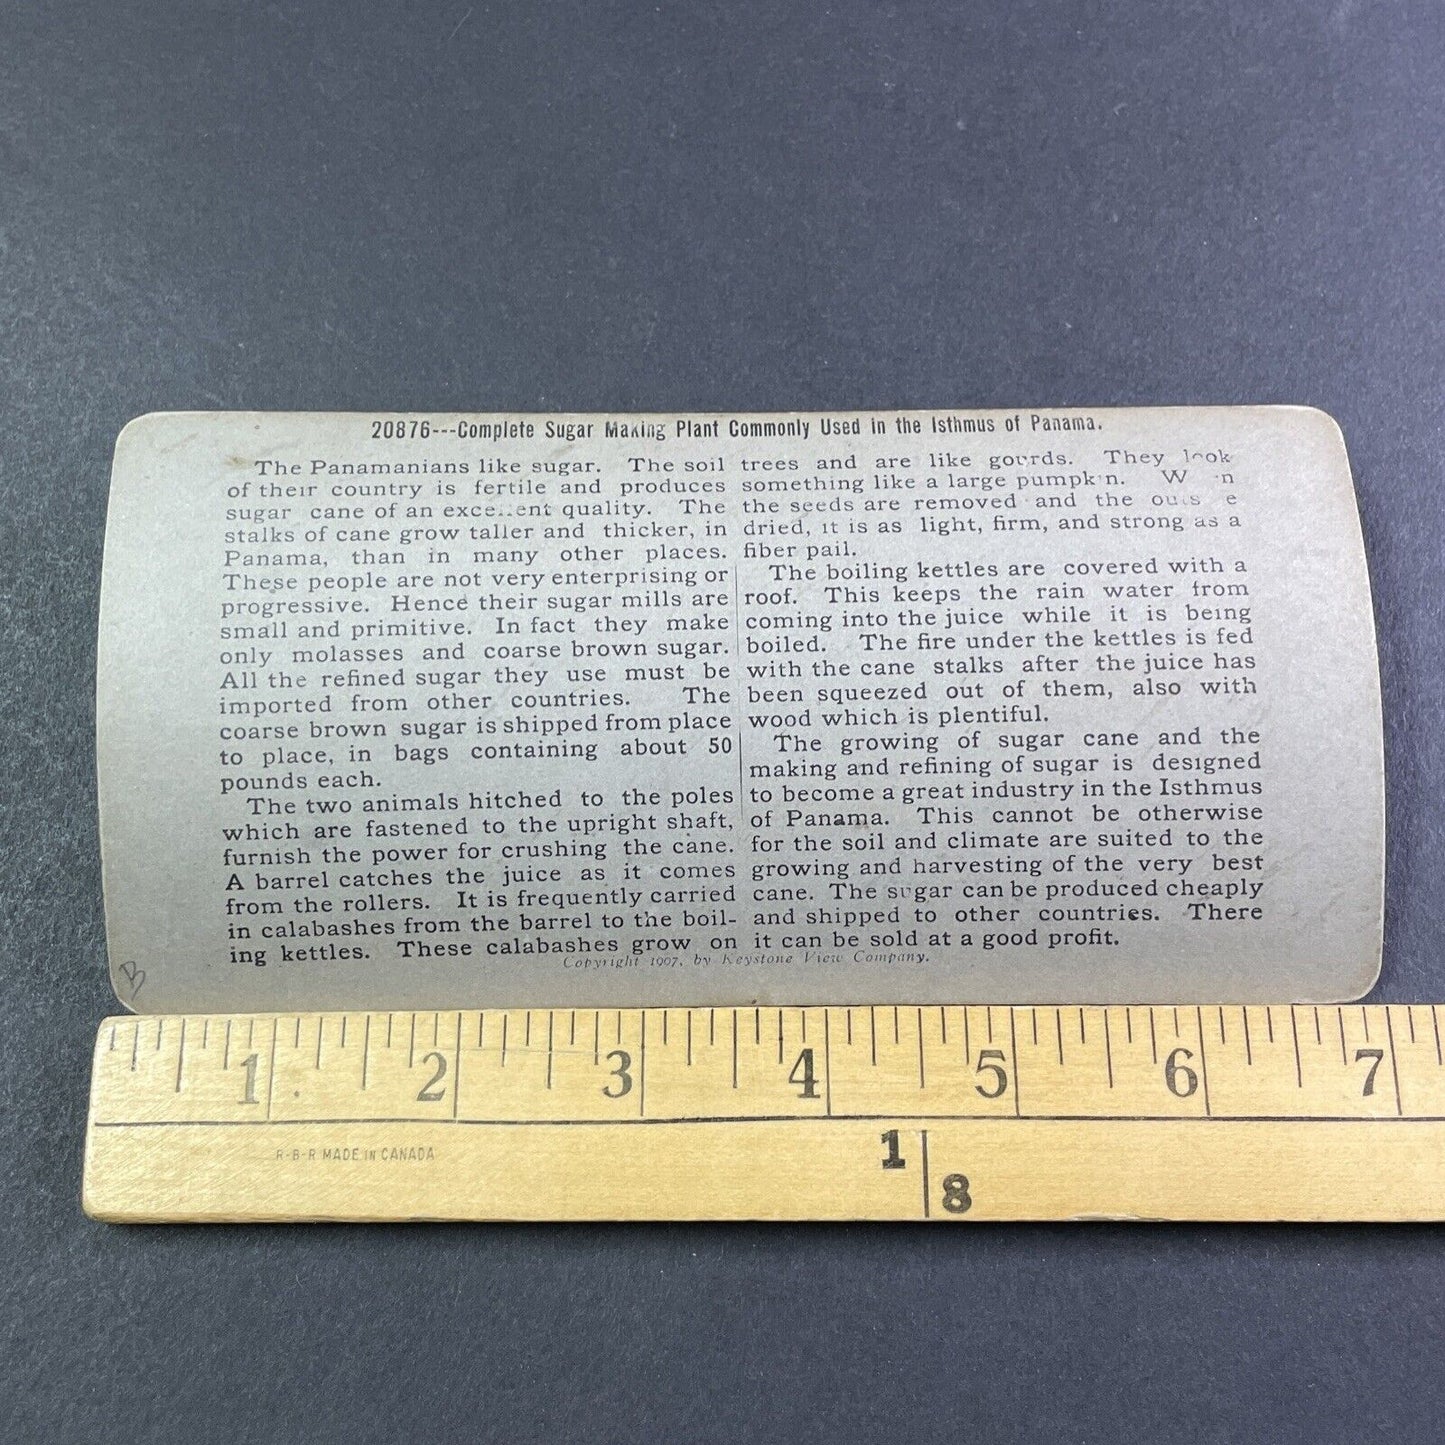 20876---Complete Sugar Making Plant Commonly Used in the Isthmus of Panama.
The Panamanians like sugar. The soil
of their country is fertile and produces
sugar cane of an excellent quality. The
stalks of cane grow taller and thicker, in
Panama, than in many other places.
These people are not very enterprising or
progressive. Hence their sugar mills are
small and primitive. In fact they make
only molasses and coarse brown sugar.
All the refined sugar they use must be
imported from other countries. The
coarse brown sugar is shipped from place
to place, in bags containing about 50
pounds each.
The two animals hitched to the poles
which are fastened to the upright shaft,
furnish the power for crushing the cane.
A barrel catches the juice as it comes
from the rollers. It is frequently carried
in calabashes from the barrel to the boil-
ing kettles. These calabashes grow on
trees and are like gourds. They look
something like a large pumpkin.
the seeds are removed and the
dried, it is as light, firm, and strong as a
fiber pail.
The boiling kettles are covered with a
roof. This keeps the rain water from
coming into the juice while it is being
boiled. The fire under the kettles is fed
with the cane stalks after the juice has
been squeezed out of them, also with
wood which is plentiful.
The growing of sugar cane and the
making and refining of sugar is designed
to become a great industry in the Isthmus
of Panama. This cannot be otherwise
for the soil and climate are suited to the
growing and harvesting of the very best
cane. The sugar can be produced cheaply
and shipped to other countries. There
it can be sold at a good profit.
Copyright 1907, by Keystone View Company.
B
1 2 3 4 5 6 7
R-B-R MADE IN CANADA
1
8